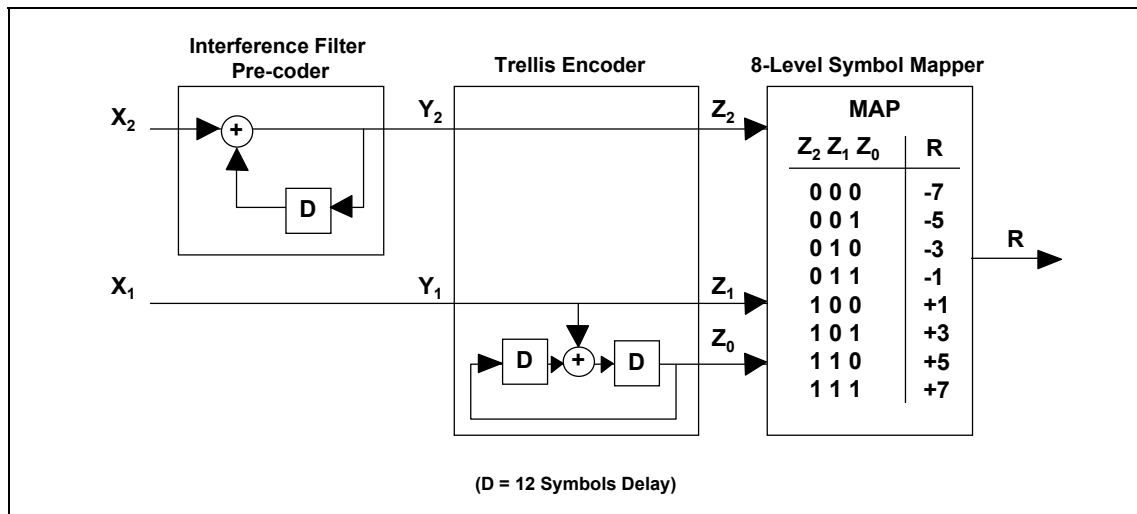 Interference Filter
Pre-coder
Trellis Encoder
8-Level Symbol Mapper
X₂
+
D
Y₂
Z₂
MAP
Z₂ Z₁ Z₀ R
0 0 0 -7
0 0 1 -5
0 1 0 -3
0 1 1 -1
1 0 0 +1
1 0 1 +3
1 1 0 +5
1 1 1 +7
R
X₁
Y₁
Z₁
Z₀
D
+
D
(D = 12 Symbols Delay)